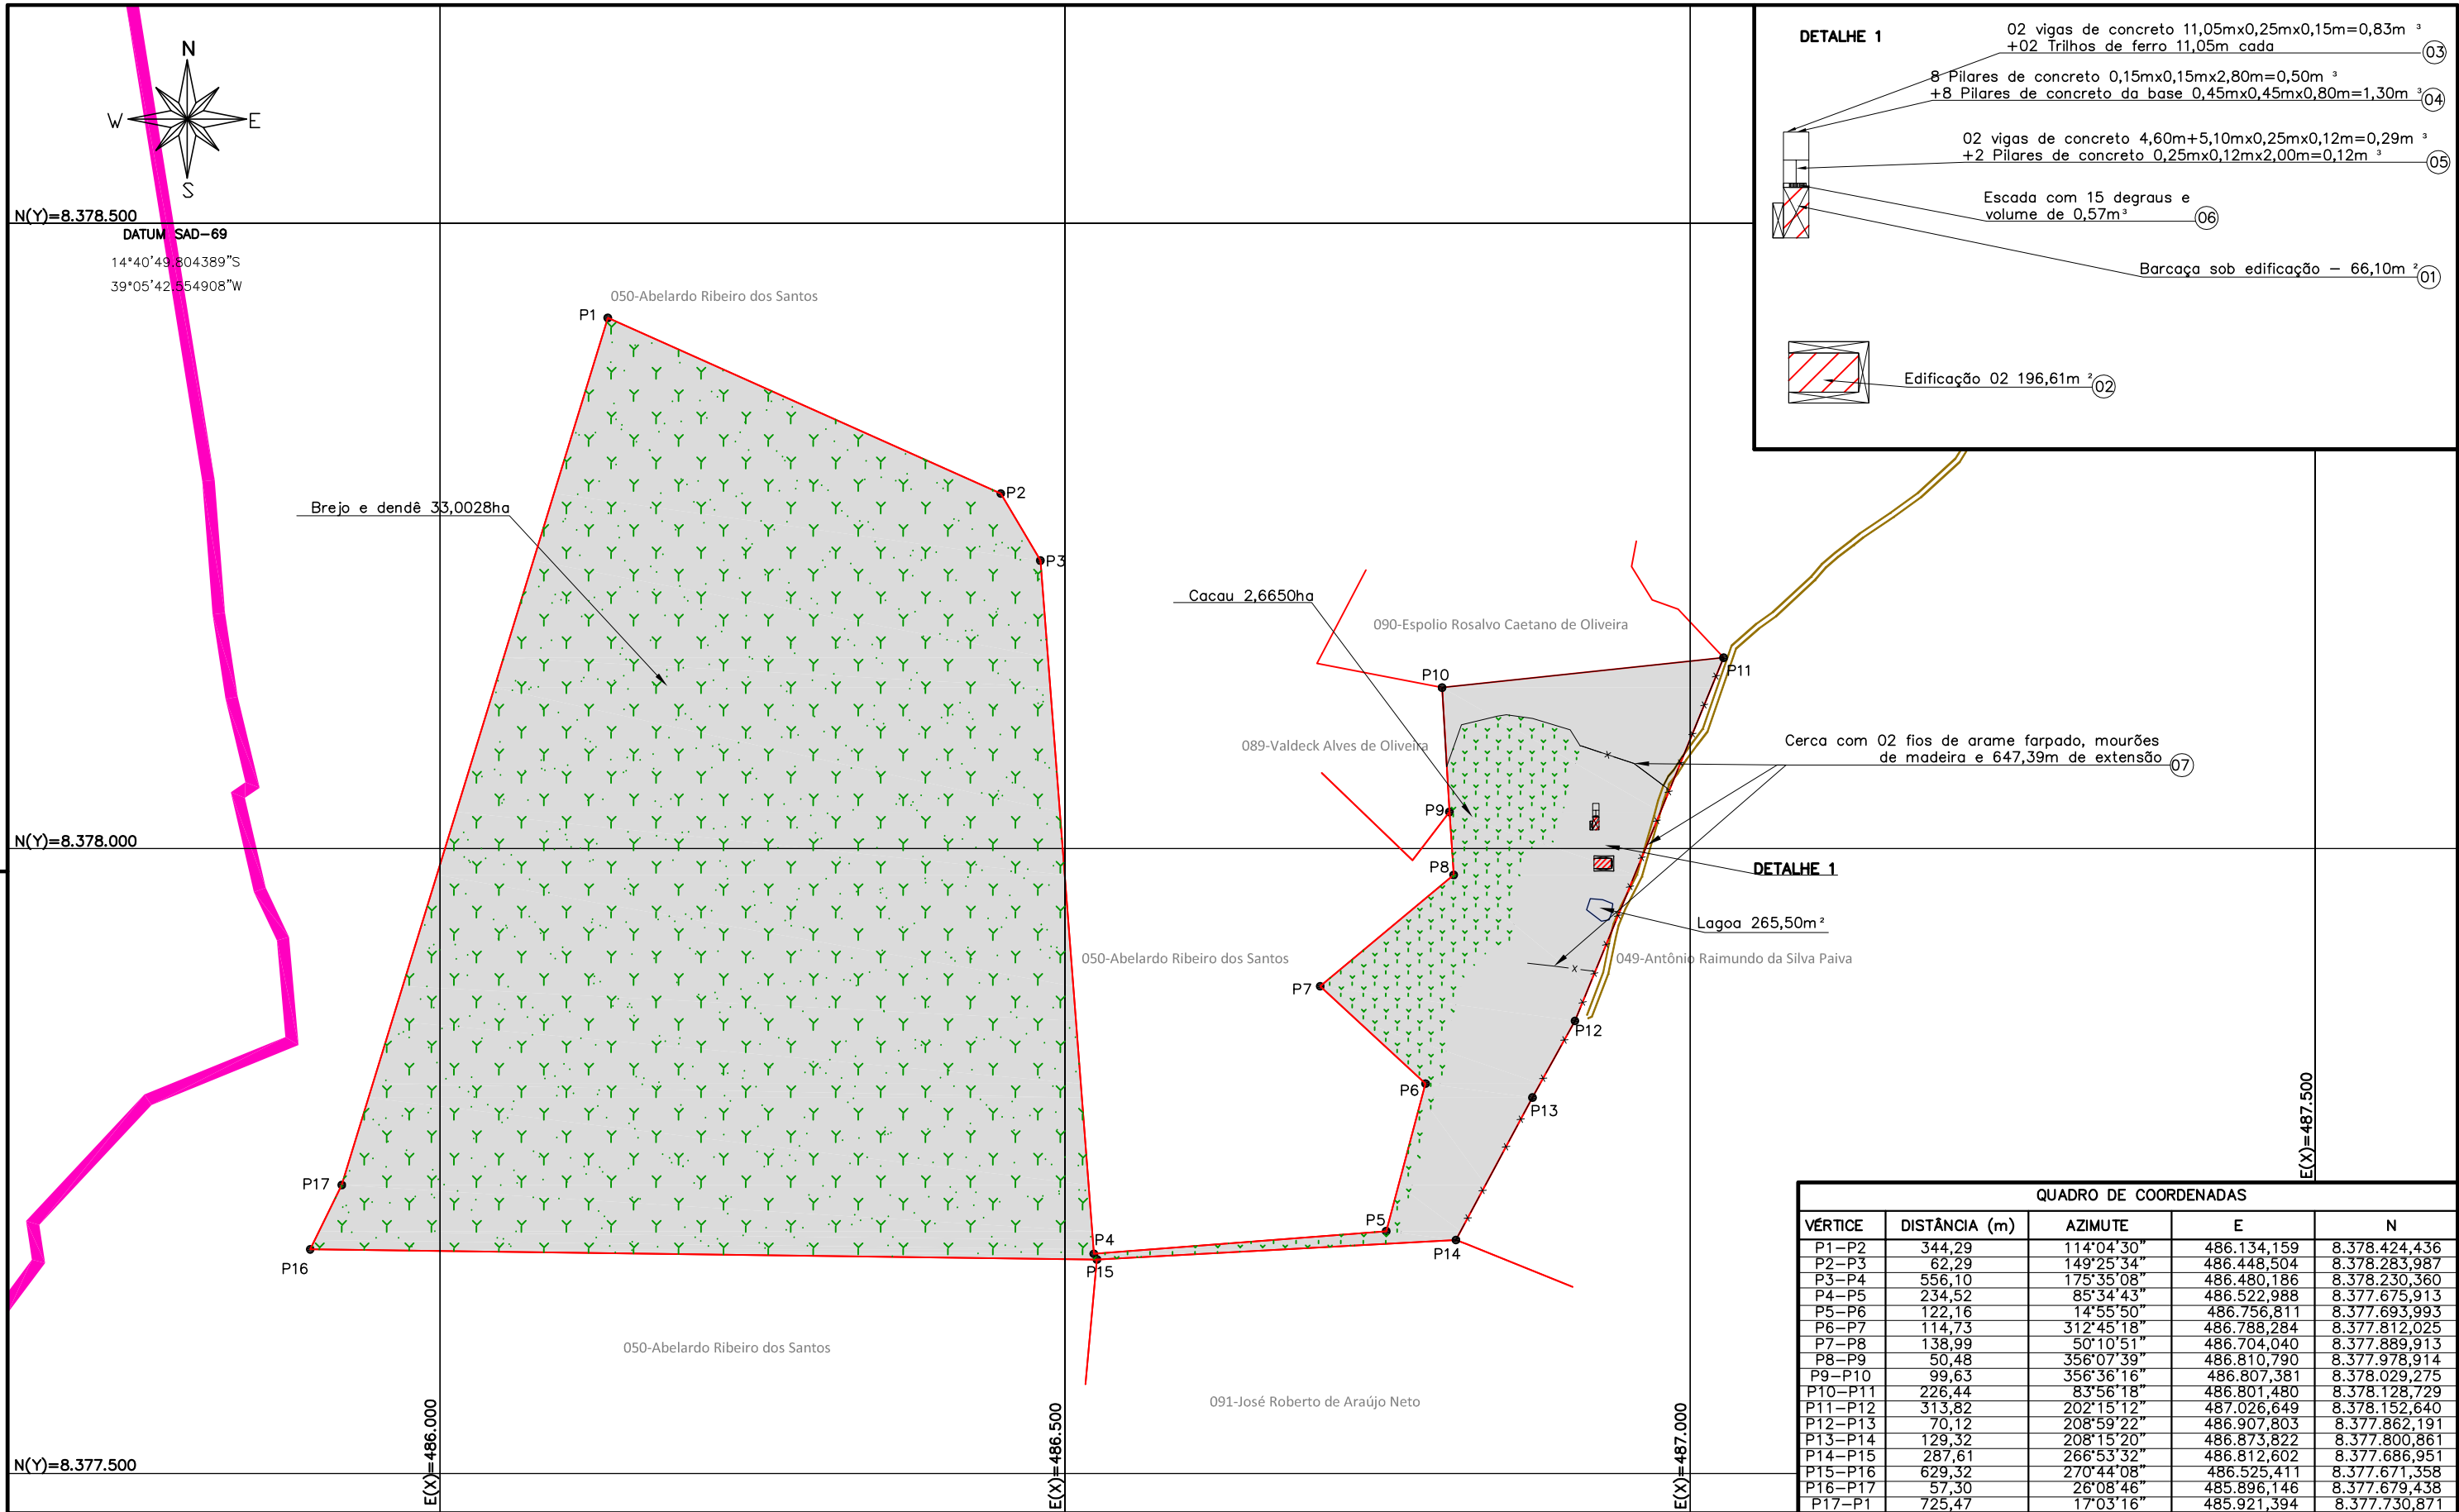 N
W
E
S
N(Y)=8.378.500
DATUM SAD-69
14°40'49.804389"S
39°05'42.554908"W
DETALHE 1
02 vigas de concreto 11,05mx0,25mx0,15m=0,83m ³
+02 Trilhos de ferro 11,05m cada
03
8 Pilares de concreto 0,15mx0,15mx2,80m=0,50m ³
+8 Pilares de concreto da base 0,45mx0,45mx0,80m=1,30m ³
04
02 vigas de concreto 4,60m+5,10mx0,25mx0,12m=0,29m ³
+2 Pilares de concreto 0,25mx0,12mx2,00m=0,12m ³
05
Escada com 15 degraus e
volume de 0,57m³
06
Barcaça sob edificação – 66,10m ²
01
Edificação 02 196,61m ²
02
050-Abelardo Ribeiro dos Santos
P1
P2
Brejo e dendê 33,0028ha
P3
Cacau 2,6650ha
090-Espolio Rosalvo Caetano de Oliveira
P10
P11
089-Valdeck Alves de Oliveira
Cerca com 02 fios de arame farpado, mourões
de madeira e 647,39m de extensão
07
P9
N(Y)=8.378.000
P8
DETALHE 1
Lagoa 265,50m²
050-Abelardo Ribeiro dos Santos
049-Antônio Raimundo da Silva Paiva
P7
P12
P6
P13
P17
P5
P4
P14
P16
P15
050-Abelardo Ribeiro dos Santos
091-José Roberto de Araújo Neto
N(Y)=8.377.500
E(X)=486.000
E(X)=486.500
E(X)=487.000
E(X)=487.500
QUADRO DE COORDENADAS
VÉRTICE DISTÂNCIA (m) AZIMUTE E N
P1–P2 344,29 114°04'30" 486.134,159 8.378.424,436
P2–P3 62,29 149°25'34" 486.448,504 8.378.283,987
P3–P4 556,10 175°35'08" 486.480,186 8.378.230,360
P4–P5 234,52 85°34'43" 486.522,988 8.377.675,913
P5–P6 122,16 14°55'50" 486.756,811 8.377.693,993
P6–P7 114,73 312°45'18" 486.788,284 8.377.812,025
P7–P8 138,99 50°10'51" 486.704,040 8.377.889,913
P8–P9 50,48 356°07'39" 486.810,790 8.377.978,914
P9–P10 99,63 356°36'16" 486.807,381 8.378.029,275
P10–P11 226,44 83°56'18" 486.801,480 8.378.128,729
P11–P12 313,82 202°15'12" 487.026,649 8.378.152,640
P12–P13 70,12 208°59'22" 486.907,803 8.377.862,191
P13–P14 129,32 208°15'20" 486.873,822 8.377.800,861
P14–P15 287,61 266°53'32" 486.812,602 8.377.686,951
P15–P16 629,32 270°44'08" 486.525,411 8.377.671,358
P16–P17 57,30 26°08'46" 485.896,146 8.377.679,438
P17–P1 725,47 17°03'16" 485.921,394 8.377.730,871